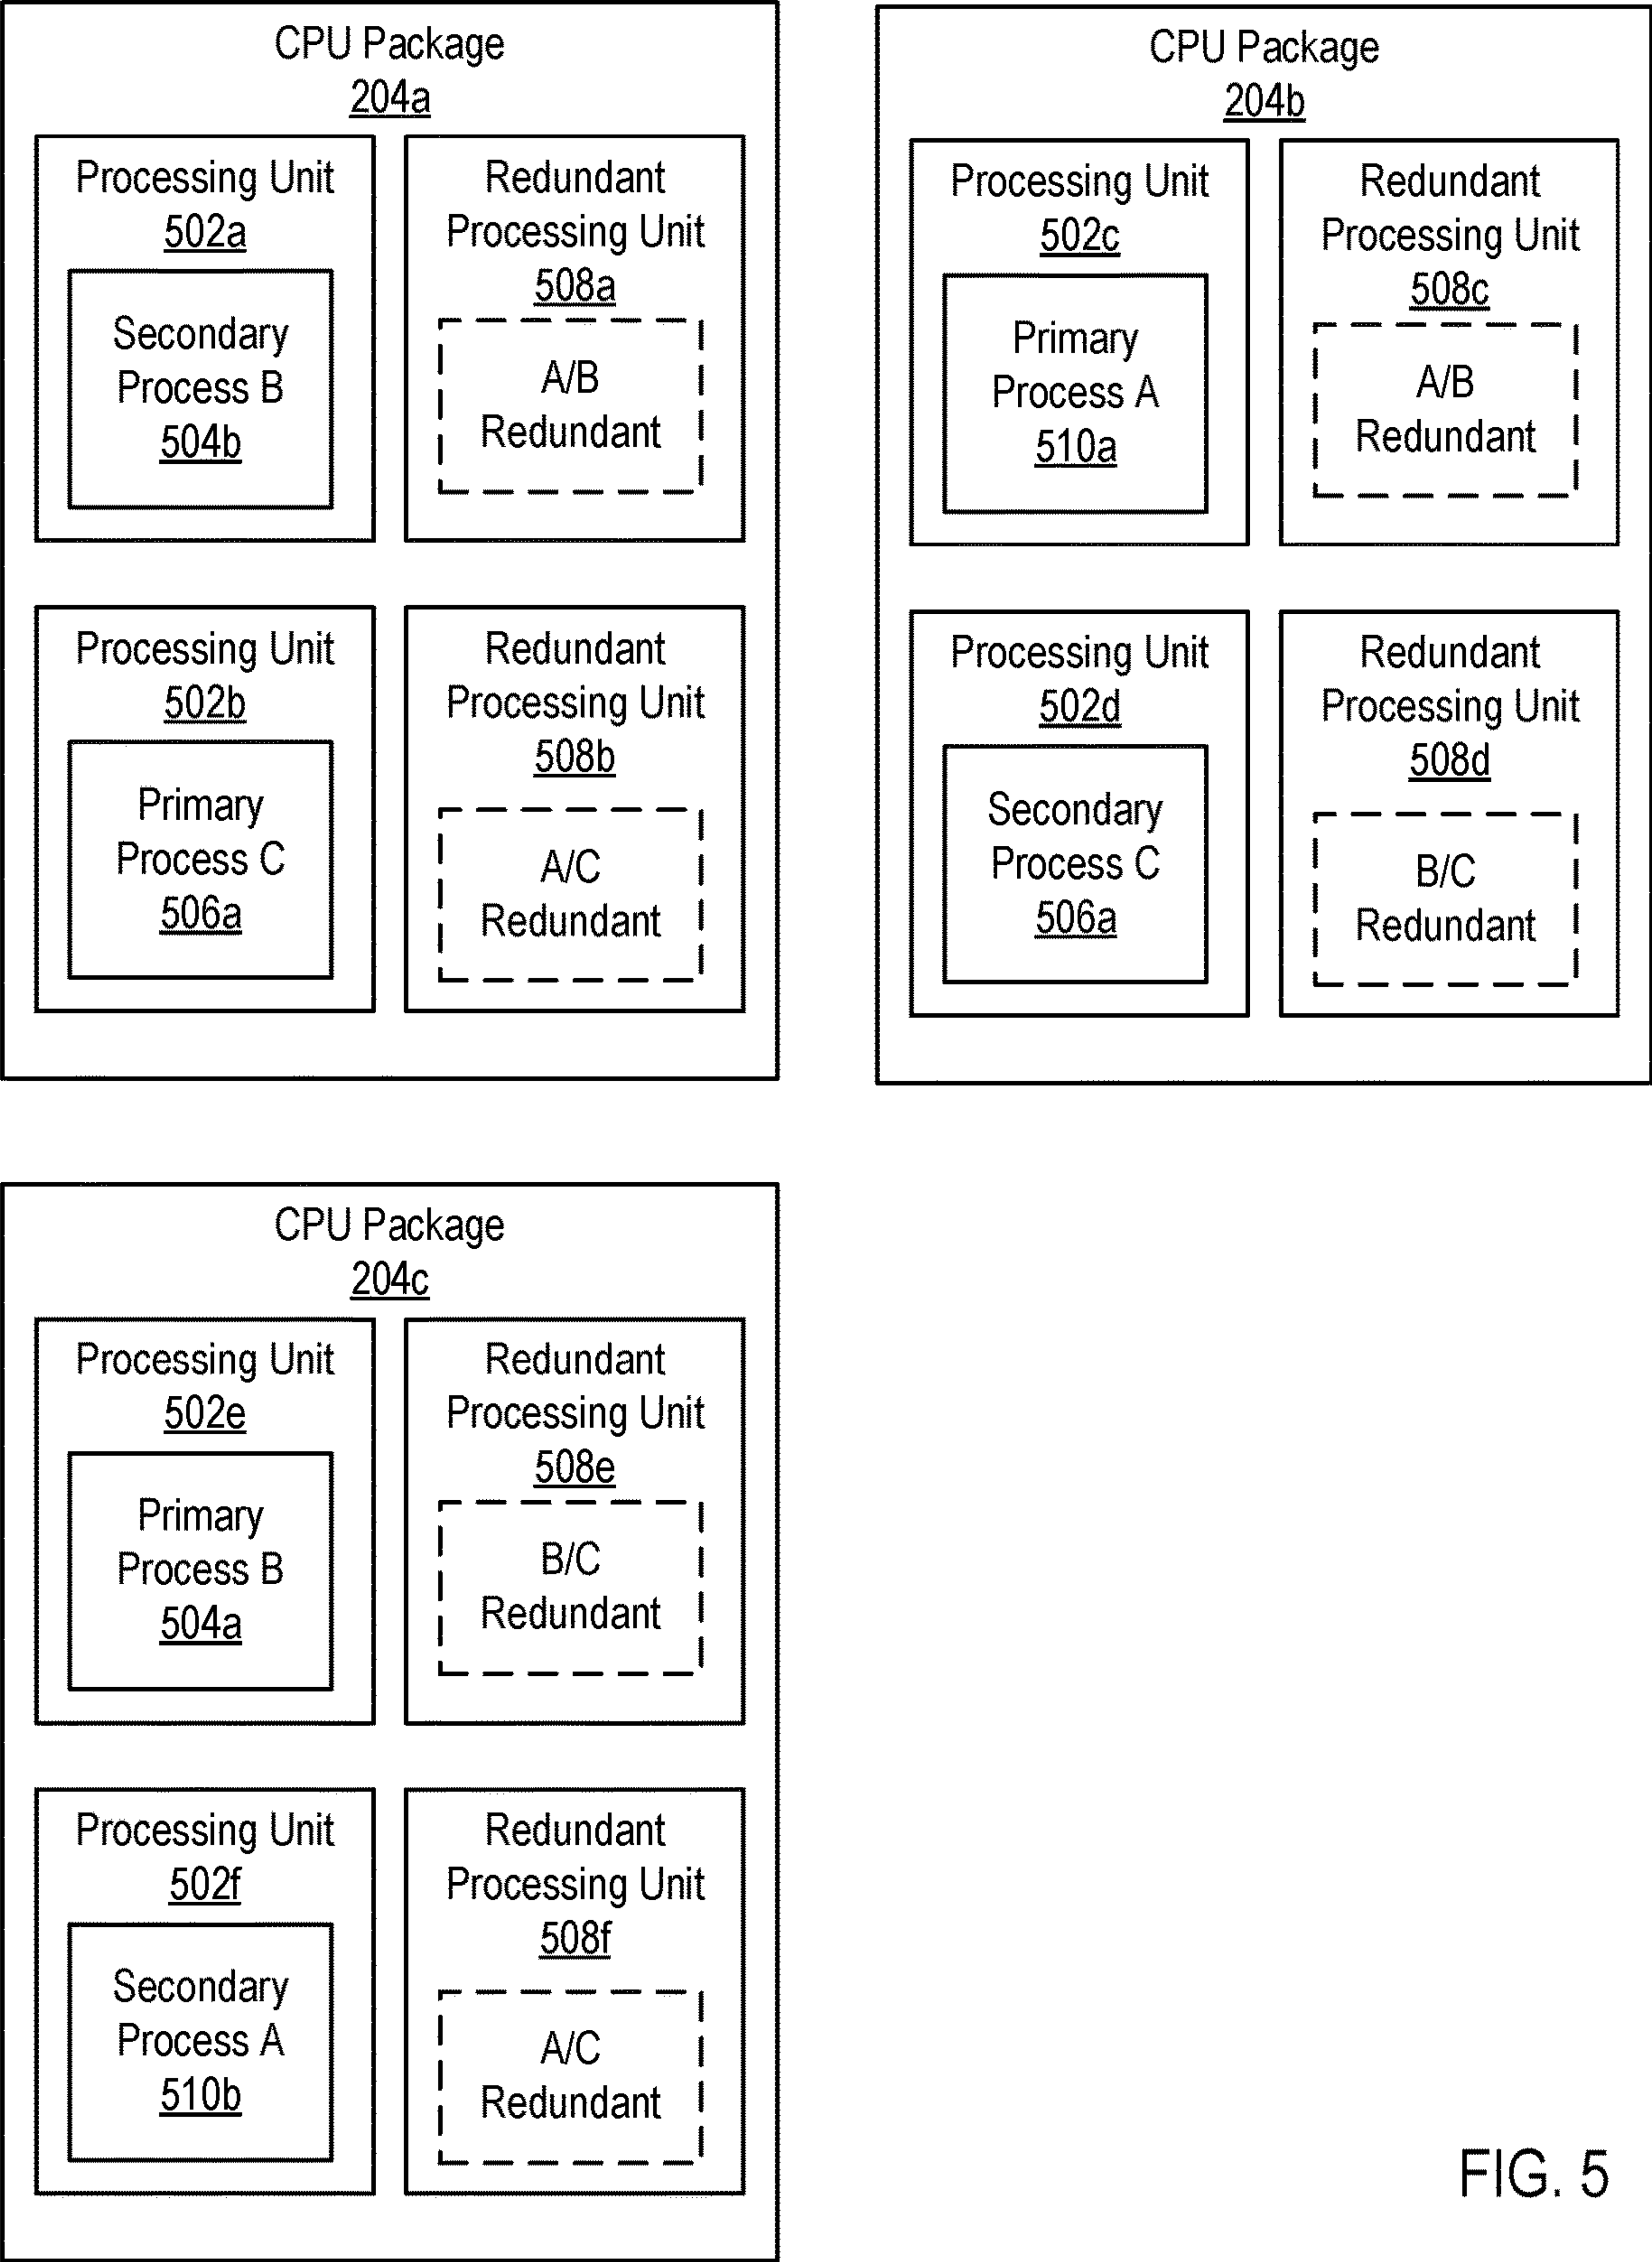 CPU Package
204a
Processing Unit
502a
Secondary
Process B
504b
Redundant
Processing Unit
508a
A/B
Redundant
Processing Unit
502b
Primary
Process C
506a
Redundant
Processing Unit
508b
A/C
Redundant
CPU Package
204b
Processing Unit
502c
Primary
Process A
510a
Redundant
Processing Unit
508c
A/B
Redundant
Processing Unit
502d
Secondary
Process C
506a
Redundant
Processing Unit
508d
B/C
Redundant
CPU Package
204c
Processing Unit
502e
Primary
Process B
504a
Redundant
Processing Unit
508e
B/C
Redundant
Processing Unit
502f
Secondary
Process A
510b
Redundant
Processing Unit
508f
A/C
Redundant
FIG. 5